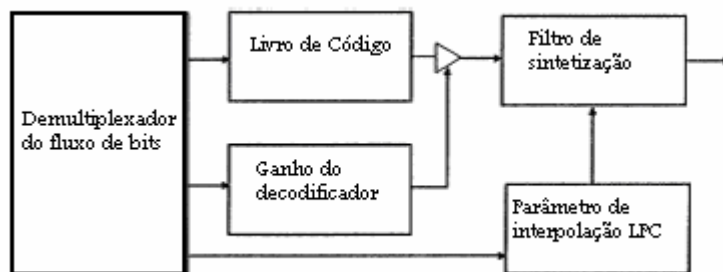 Livro de Código
Filtro de
sintetização
Demultiplexador
do fluxo de bits
Ganho do
decodificador
Parâmetro de
interpolação LPC